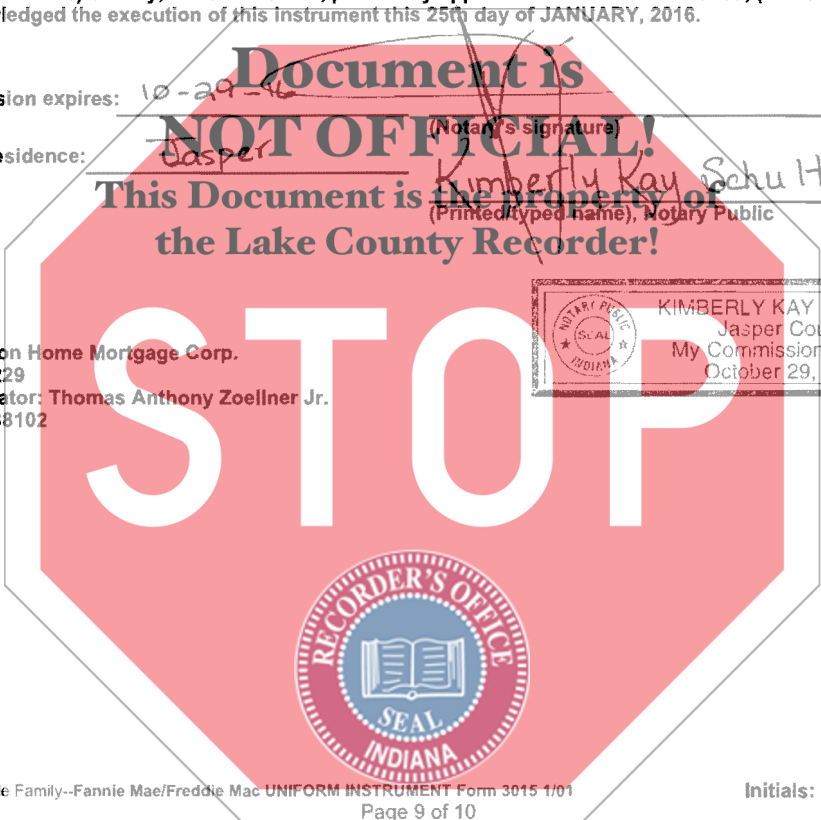 ledged the execution of this instrument this 25th day of JANUARY, 2016.
Document is
sion expires: 10-29-16
NOT OFFICIAL!
(Notary's signature)
sidence: Jasper
Kimberly Kay Schult
This Document is the property of
(Printed/typed name), Notary Public
the Lake County Recorder!
NOTARY PUBLIC
SEAL
INDIANA
KIMBERLY KAY
Jasper Cou
My Commission
October 29,
on Home Mortgage Corp.
229
ator: Thomas Anthony Zoellner Jr.
38102
STOP
RECORDER'S OFFICE
SEAL
INDIANA
e Family--Fannie Mae/Freddie Mac UNIFORM INSTRUMENT Form 3015 1/01
Initials:
Page 9 of 10